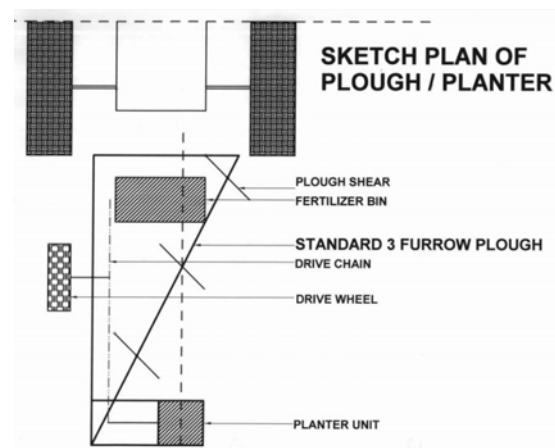 SKETCH PLAN OF
PLOUGH / PLANTER
PLOUGH SHEAR
FERTILIZER BIN
STANDARD 3 FURROW PLOUGH
DRIVE CHAIN
DRIVE WHEEL
PLANTER UNIT